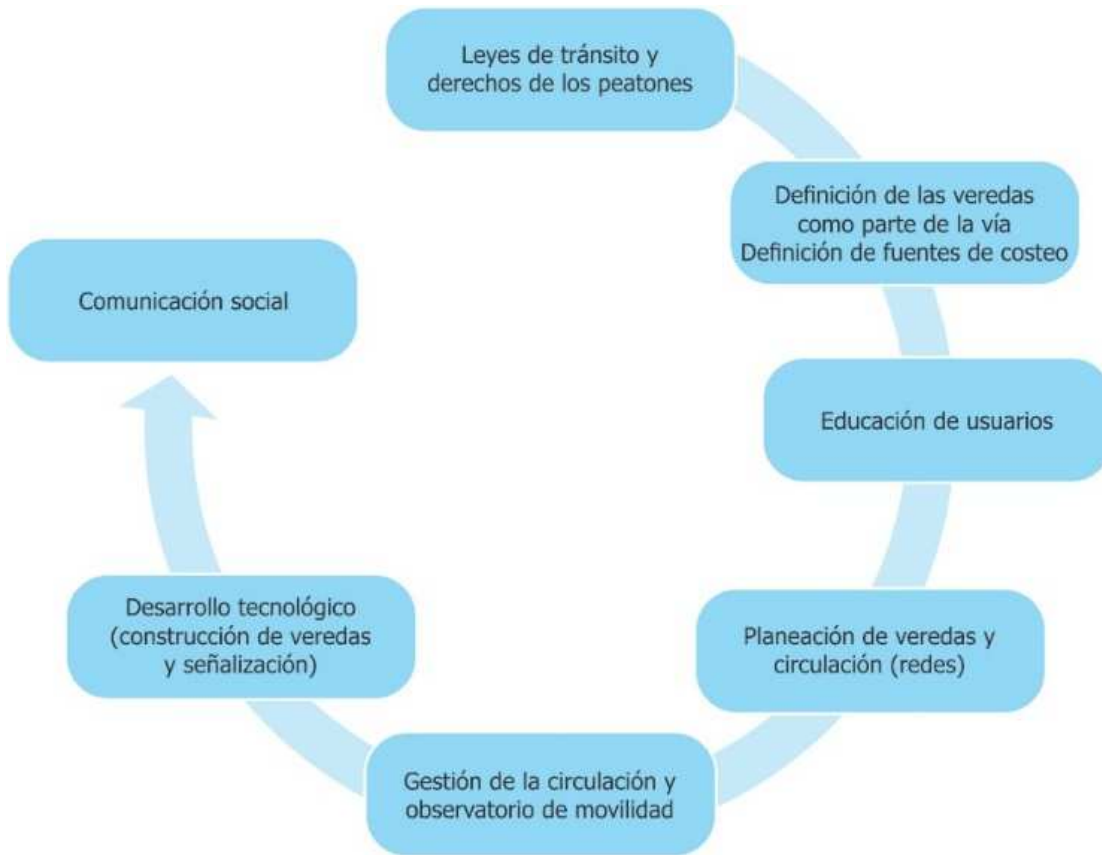 Leyes de tránsito y
derechos de los peatones
Definición de las veredas
como parte de la vía
Definición de fuentes de costeo
Educación de usuarios
Planeación de veredas y
circulación (redes)
Gestión de la circulación y
observatorio de movilidad
Desarrollo tecnológico
(construcción de veredas
y señalización)
Comunicación social